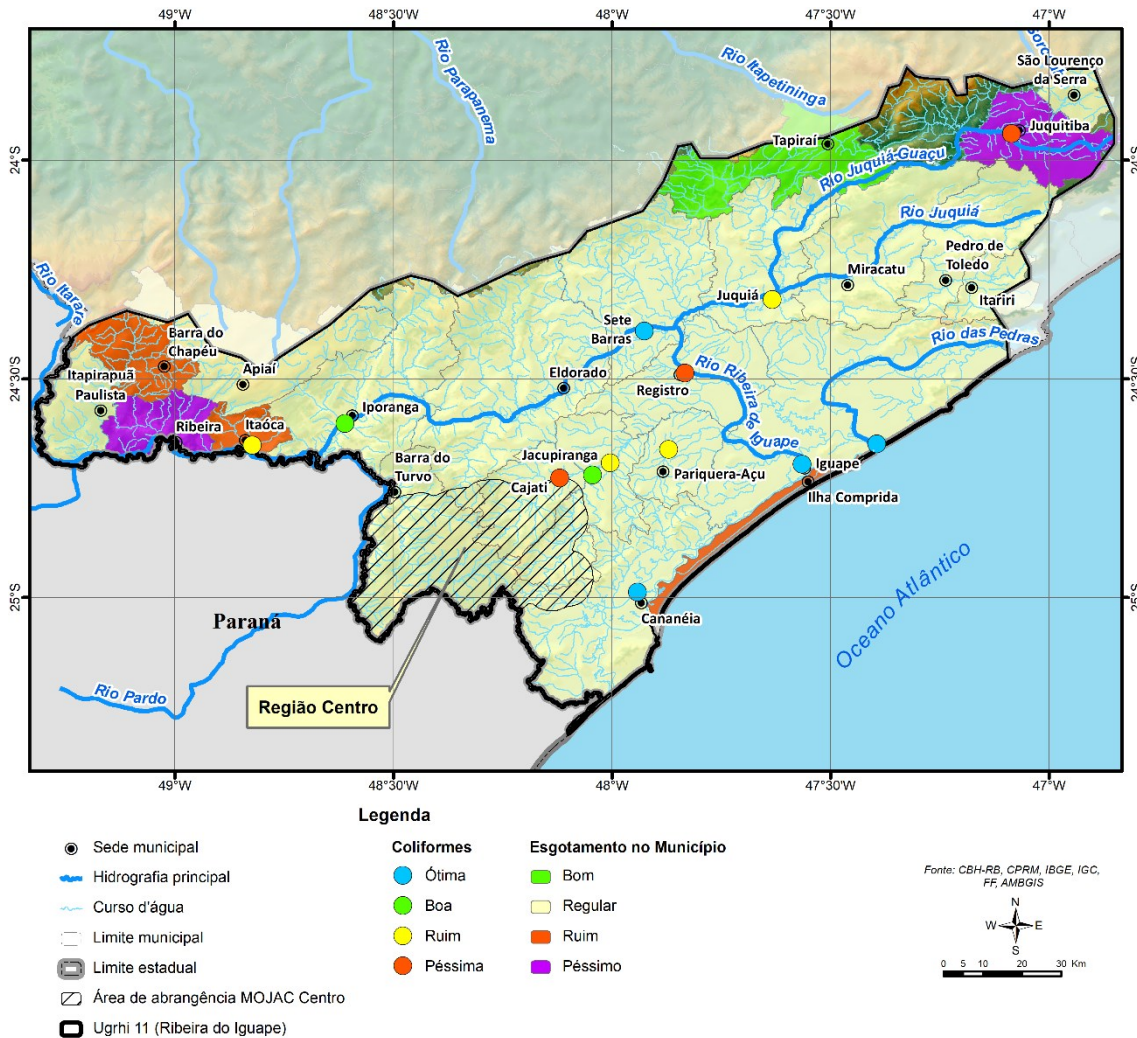 49°W
48°30'W
48°W
47°30'W
47°W
24°S
24°30'S
25°S
24°S
24°30'S
25°S
Rio Parapanema
Rio Itapetininga
São Lourenço
da Serra
Juquitiba
Tapiraí
Rio Juquiá-Guaçu
Rio Juquiá
Pedro de
Toledo
Miracatu
Itariri
Juquiá
Rio das Pedras
Rio Itarare
Sete
Barras
Barra do
Chapéu
Apiaí
Itapirapuã
Paulista
Eldorado
Registro
Rio Ribeira de Iguape
Iporanga
Ribeira
Itaóca
Jacupiranga
Pariquera-Açu
Iguape
Barra do
Turvo
Cajati
Ilha Comprida
Cananéia
Oceano Atlântico
Paraná
Rio Pardo
Região Centro
49°W
48°30'W
48°W
47°30'W
47°W
Legenda
Sede municipal
Hidrografia principal
Curso d'água
Limite municipal
Limite estadual
Área de abrangência MOJAC Centro
Ugrhi 11 (Ribeira do Iguape)
Coliformes
Ótima
Boa
Ruim
Péssima
Esgotamento no Município
Bom
Regular
Ruim
Péssimo
Fonte: CBH-RB, CPRM, IBGE, IGC,
FF, AMBGIS
N
W E
S
0 5 10 20 30 Km